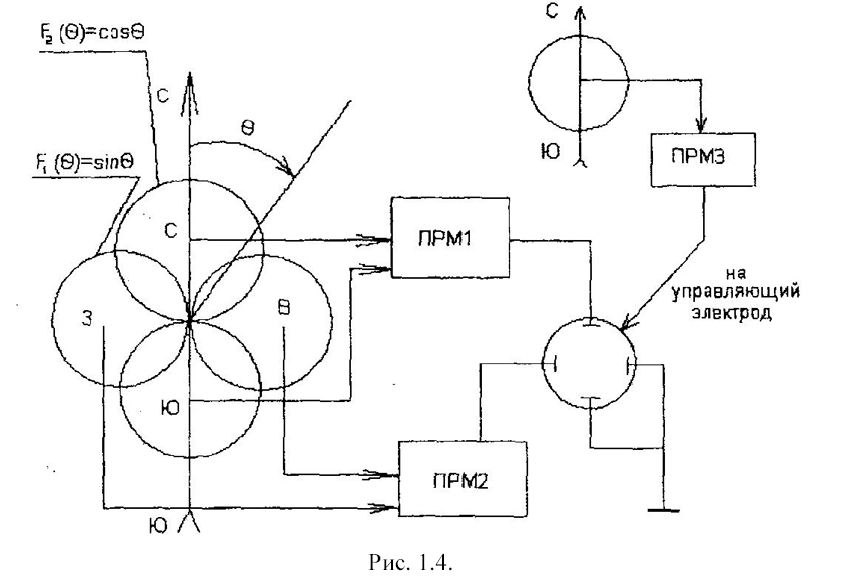 F₂(Θ)=cosΘ
С
Θ
F₁(Θ)=sinΘ
С
З
В
Ю
Ю
ПРМ1
ПРМ2
С
Ю
ПРМ3
на
управляющий
электрод
Рис. 1.4.